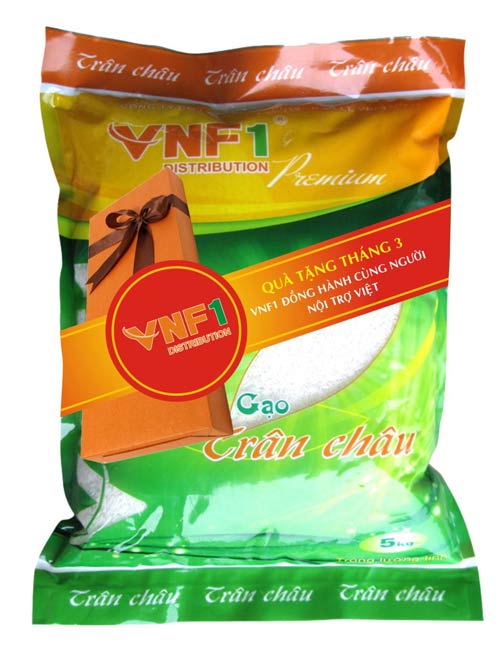 Trân châu Trân châu Trân châu
VNF1
DISTRIBUTION
Premium
QUÀ TẶNG THÁNG 3
VNF1 ĐỒNG HÀNH CÙNG NGƯỜI
NỘI TRỢ VIỆT
VNF1
DISTRIBUTION
Gạo
Trân châu
5kg
Trân châu Trân châu Trân châu